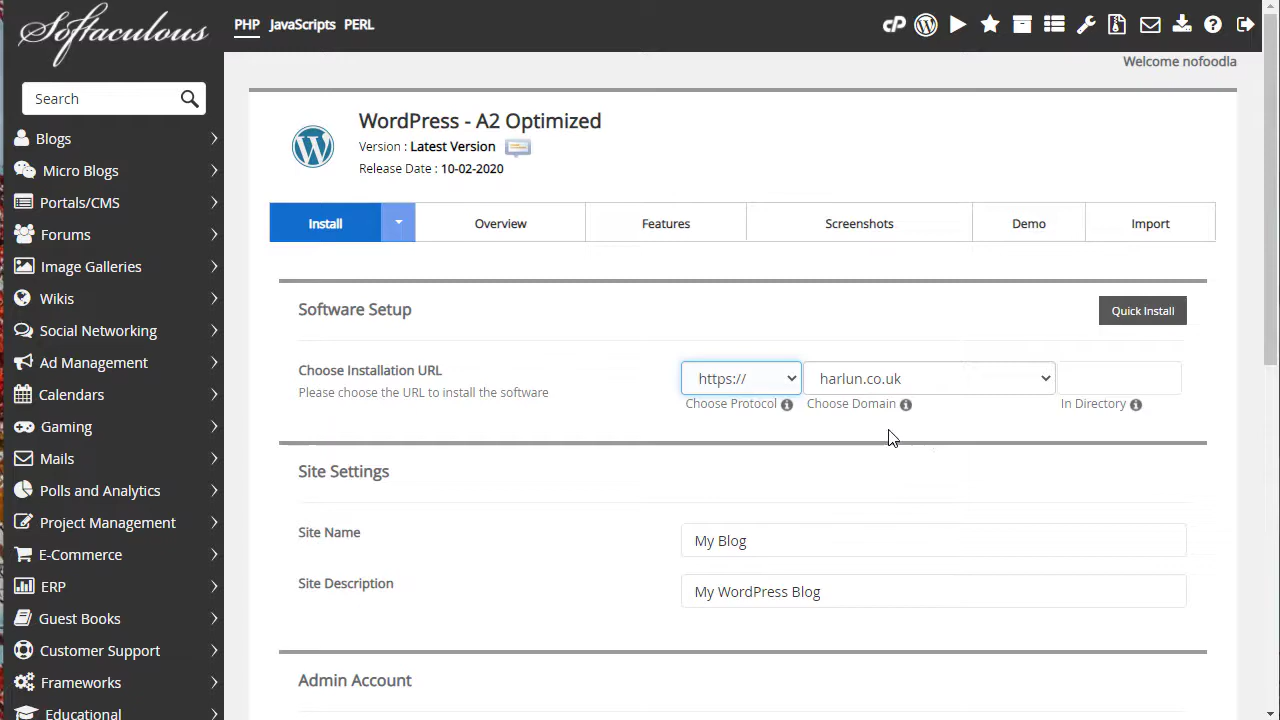 Softaculous
PHP JavaScripts PERL
Welcome nofoodla
Search
Blogs
Micro Blogs
Portals/CMS
Forums
Image Galleries
Wikis
Social Networking
Ad Management
Calendars
Gaming
Mails
Polls and Analytics
Project Management
E-Commerce
ERP
Guest Books
Customer Support
Frameworks
Educational
WordPress - A2 Optimized
Version : Latest Version
Release Date : 10-02-2020
Install Overview Features Screenshots Demo Import
Software Setup
Quick Install
Choose Installation URL
Please choose the URL to install the software
https:// harlun.co.uk
Choose Protocol Choose Domain In Directory
Site Settings
Site Name
My Blog
Site Description
My WordPress Blog
Admin Account